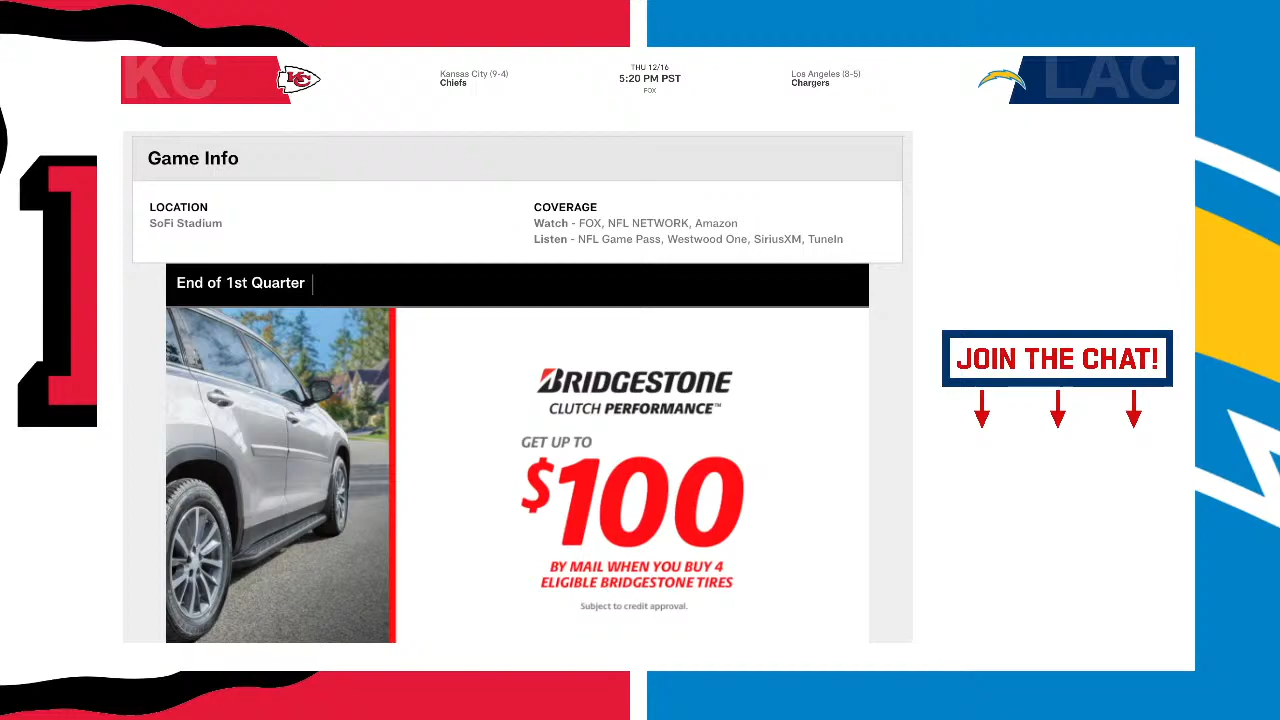 KC
KC
Kansas City (9-4)
Chiefs
THU 12/16
5:20 PM PST
FOX
Los Angeles (8-5)
Chargers
LAC
Game Info
LOCATION
SoFi Stadium
COVERAGE
Watch - FOX, NFL NETWORK, Amazon
Listen - NFL Game Pass, Westwood One, SiriusXM, TuneIn
End of 1st Quarter
BRIDGESTONE
CLUTCH PERFORMANCE™
GET UP TO
$100
BY MAIL WHEN YOU BUY 4
ELIGIBLE BRIDGESTONE TIRES
Subject to credit approval.
JOIN THE CHAT!